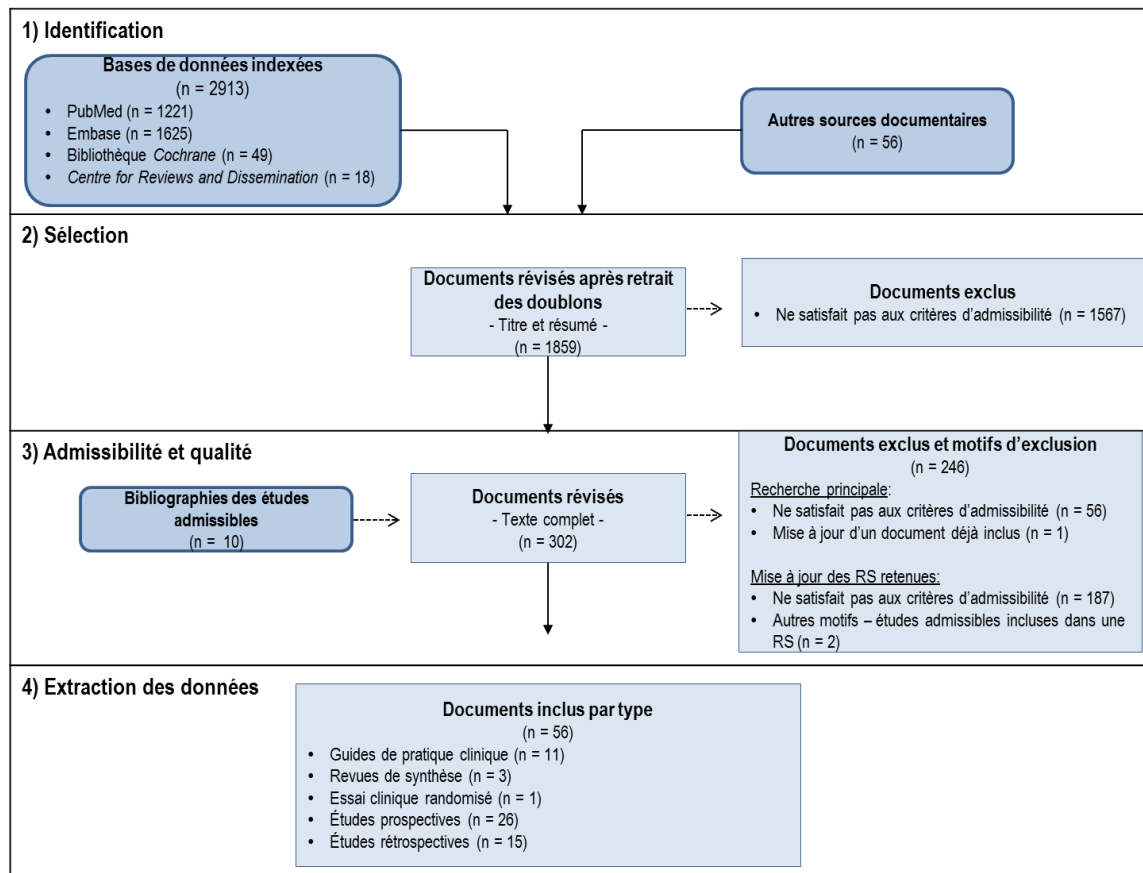 1) Identification
Bases de données indexées
(n = 2913)
• PubMed (n = 1221)
• Embase (n = 1625)
• Bibliothèque Cochrane (n = 49)
• Centre for Reviews and Dissemination (n = 18)
Autres sources documentaires
(n = 56)
2) Sélection
Documents révisés après retrait
des doublons
- Titre et résumé -
(n = 1859)
Documents exclus
• Ne satisfait pas aux critères d’admissibilité (n = 1567)
3) Admissibilité et qualité
Bibliographies des études
admissibles
(n = 10)
Documents révisés
- Texte complet -
(n = 302)
Documents exclus et motifs d’exclusion
(n = 246)
Recherche principale:
• Ne satisfait pas aux critères d’admissibilité (n = 56)
• Mise à jour d’un document déjà inclus (n = 1)
Mise à jour des RS retenues:
• Ne satisfait pas aux critères d’admissibilité (n = 187)
• Autres motifs – études admissibles incluses dans une
RS (n = 2)
4) Extraction des données
Documents inclus par type
(n = 56)
• Guides de pratique clinique (n = 11)
• Revues de synthèse (n = 3)
• Essai clinique randomisé (n = 1)
• Études prospectives (n = 26)
• Études rétrospectives (n = 15)